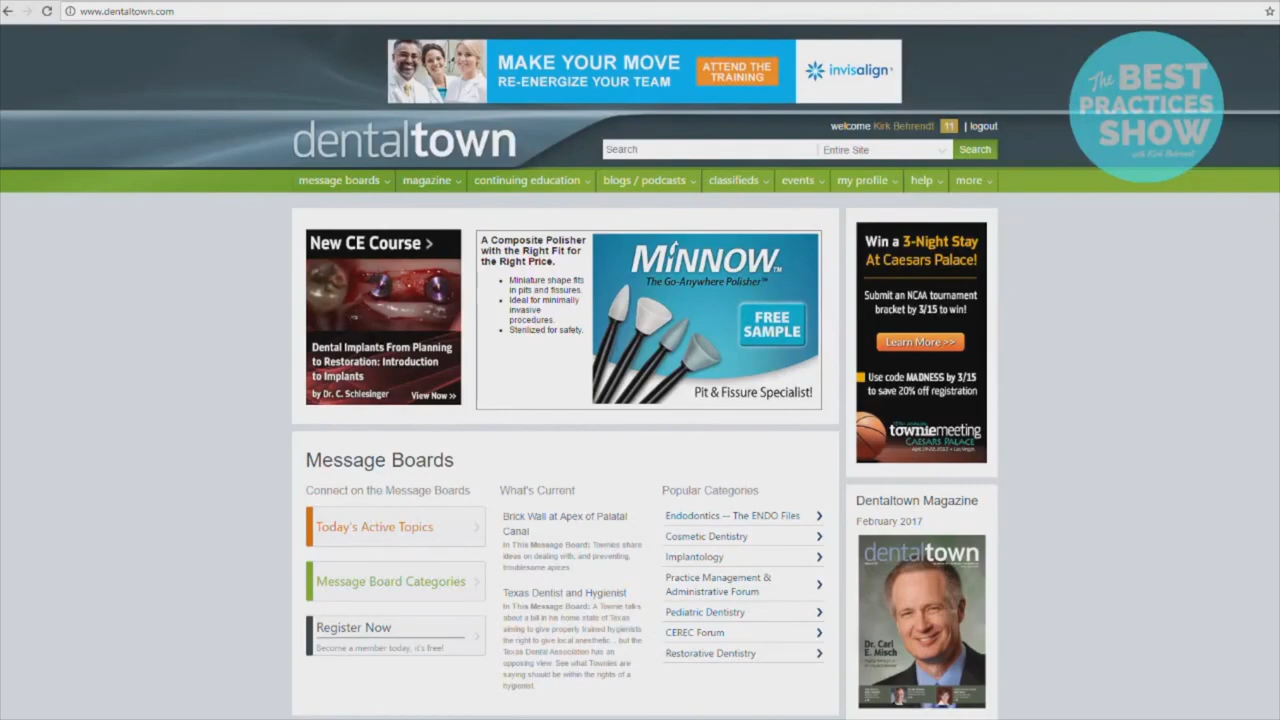 www.dentaltown.com
MAKE YOUR MOVE
RE-ENERGIZE YOUR TEAM
ATTEND THE
TRAINING
invisalign
The BEST
PRACTICES
SHOW
with Kirk Behrendt
welcome Kirk Behrendt 11 | logout
dentaltown
Search Entire Site Search
message boards magazine continuing education blogs / podcasts classifieds events my profile help more
New CE Course >
Dental Implants From Planning
to Restoration: Introduction
to Implants
by Dr. C. Schlesinger View Now >>
A Composite Polisher
with the Right Fit for
the Right Price.
• Miniature shape fits
in pits and fissures.
• Ideal for minimally
invasive
procedures.
• Sterilized for safety.
MiNNOW™
The Go-Anywhere Polisher™
FREE
SAMPLE
Pit & Fissure Specialist!
Win a 3-Night Stay
At Caesars Palace!
Submit an NCAA tournament
bracket by 3/15 to win!
Learn More >>
Use code MADNESS by 3/15
to save 20% off registration
towniemeeting
CAESARS PALACE
Message Boards
Connect on the Message Boards
Today's Active Topics
Message Board Categories
Register Now
Become a member today, it's free!
What's Current
Brick Wall at Apex of Palatal
Canal
In This Message Board: Townies share
ideas on dealing with, and preventing,
troublesome apices.
Texas Dentist and Hygienist
In This Message Board: A Townie talks
about a bill in his home state of Texas
aiming to give properly trained hygienists
the right to give local anesthetic... but the
Texas Dental Association has an
opposing view. See what Townies are
saying should be within the rights of a
hygienist.
Popular Categories
Endodontics -- The ENDO Files
Cosmetic Dentistry
Implantology
Practice Management &
Administrative Forum
Pediatric Dentistry
CEREC Forum
Restorative Dentistry
Dentaltown Magazine
February 2017
dentaltown
Dr. Carl
E. Misch